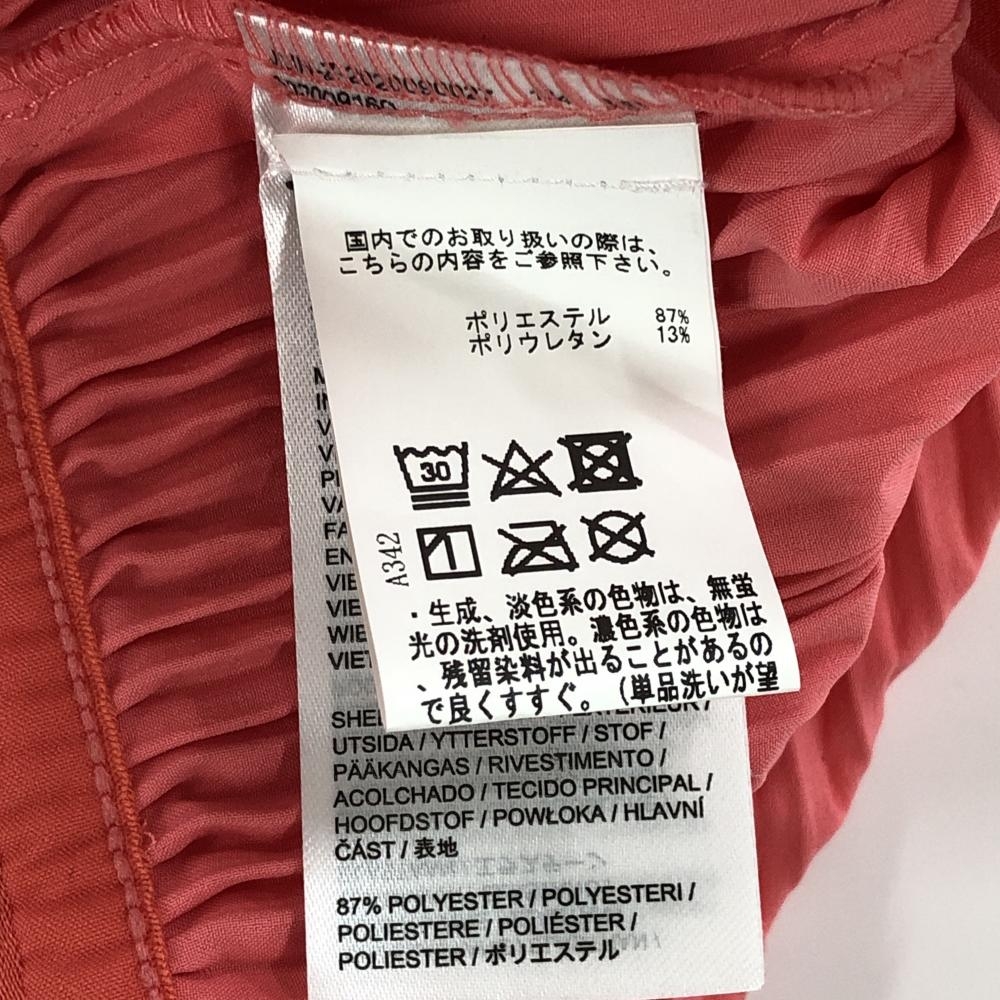 国内でのお取り扱いの際は、
こちらの内容をご参照下さい。
ポリエステル 87%
ポリウレタン 13%
30
A342
・生成、淡色系の色物は、無蛍
光の洗剤使用。濃色系の色物は
、残留染料が出ることがあるの
で良くすすぐ。（単品洗いが望
UTSIDA / YTTERSTOFF / STOF /
PÄÄKANGAS / RIVESTIMENTO /
ACOLCHADO / TECIDO PRINCIPAL /
HOOFDSTOF / POWŁOKA / HLAVNÍ
ČÁST / 表地
87% POLYESTER / POLYESTERI /
POLIESTERE / POLIÉSTER /
POLIESTER / ポリエステル